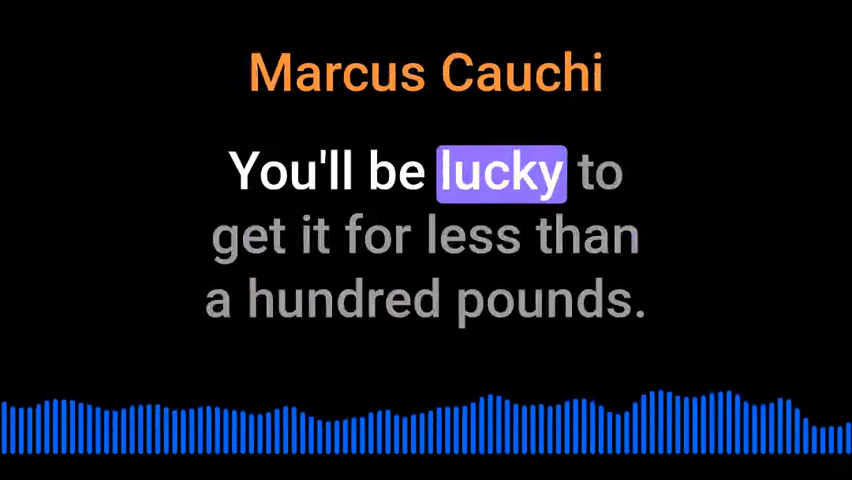 Marcus Cauchi
You'll be lucky to
get it for less than
a hundred pounds.